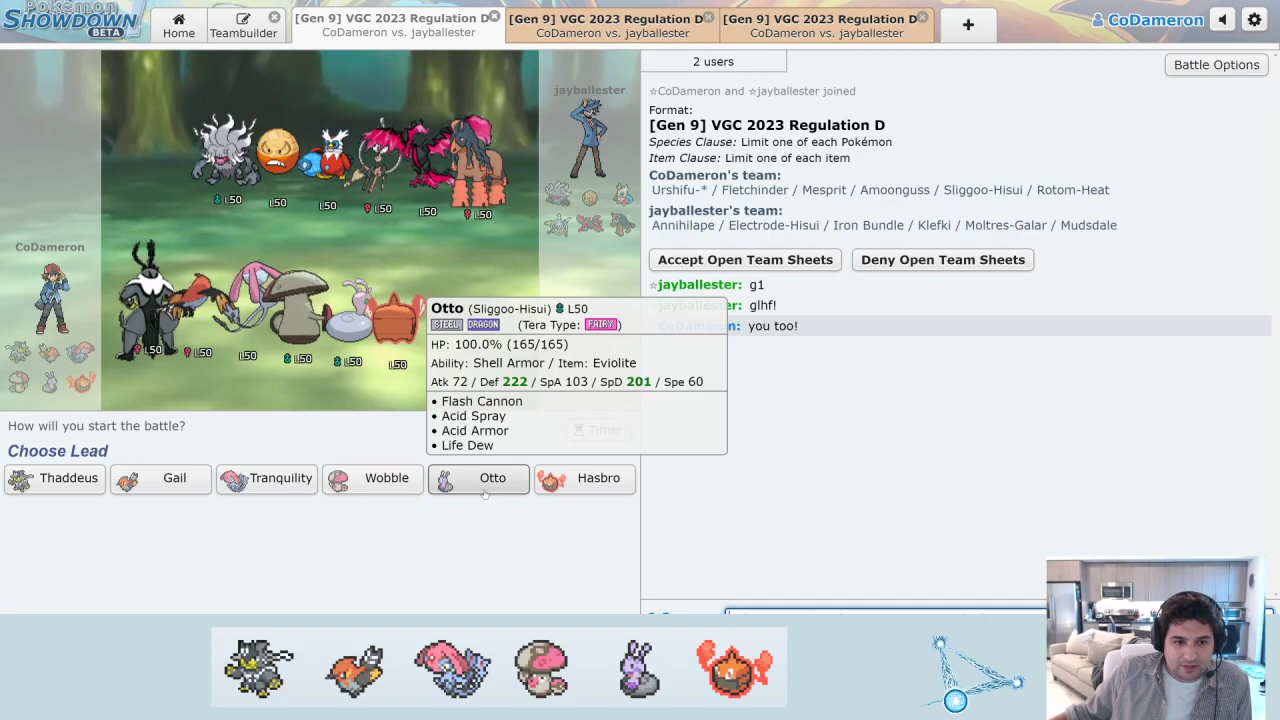 Pokémon
SHOWDOWN
BETA
Home
Teambuilder
[Gen 9] VGC 2023 Regulation D
CoDameron vs. jayballester
[Gen 9] VGC 2023 Regulation D
CoDameron vs. jayballester
[Gen 9] VGC 2023 Regulation D
CoDameron vs. jayballester
+
CoDameron
2 users
Battle Options
☆CoDameron and ☆jayballester joined
Format:
[Gen 9] VGC 2023 Regulation D
Species Clause: Limit one of each Pokémon
Item Clause: Limit one of each item
CoDameron's team:
Urshifu-* / Fletchinder / Mesprit / Amoonguss / Sliggoo-Hisui / Rotom-Heat
jayballester's team:
Annihilape / Electrode-Hisui / Iron Bundle / Klefki / Moltres-Galar / Mudsdale
Accept Open Team Sheets
Deny Open Team Sheets
☆jayballester: g1
jayballester: glhf!
CoDameron: you too!
jayballester
L50
L50
L50
L50
L50
L50
CoDameron
L50
L50
L50
L50
L50
L50
Otto (Sliggoo-Hisui) L50
STEEL DRAGON (Tera Type: FAIRY)
HP: 100.0% (165/165)
Ability: Shell Armor / Item: Eviolite
Atk 72 / Def 222 / SpA 103 / SpD 201 / Spe 60
• Flash Cannon
• Acid Spray
• Acid Armor
• Life Dew
How will you start the battle?
Timer
Choose Lead
Thaddeus
Gail
Tranquility
Wobble
Otto
Hasbro